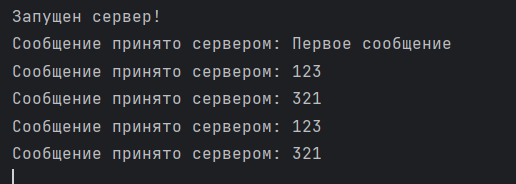 Запущен сервер!
Сообщение принято сервером: Первое сообщение
Сообщение принято сервером: 123
Сообщение принято сервером: 321
Сообщение принято сервером: 123
Сообщение принято сервером: 321